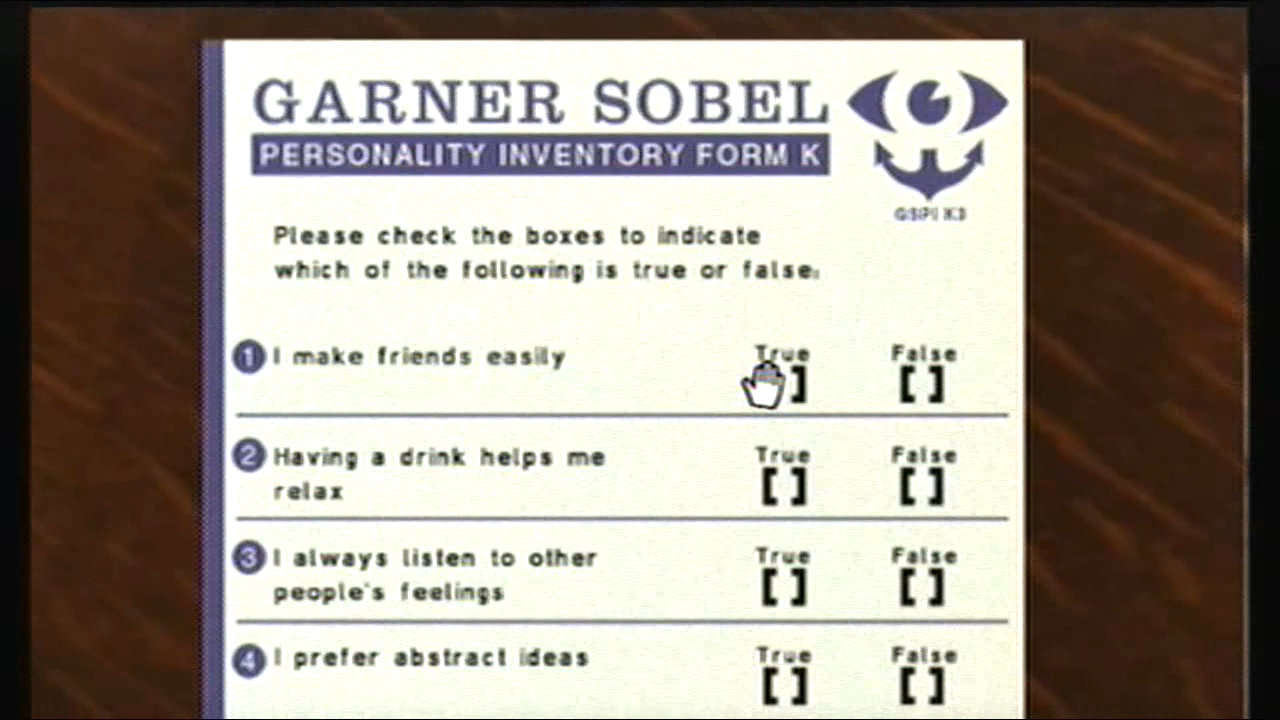 GARNER SOBEL
PERSONALITY INVENTORY FORM K
GSPI K3
Please check the boxes to indicate
which of the following is true or false:
1 I make friends easily True False
[ ] [ ]
2 Having a drink helps me True False
relax [ ] [ ]
3 I always listen to other True False
people's feelings [ ] [ ]
4 I prefer abstract ideas True False
[ ] [ ]